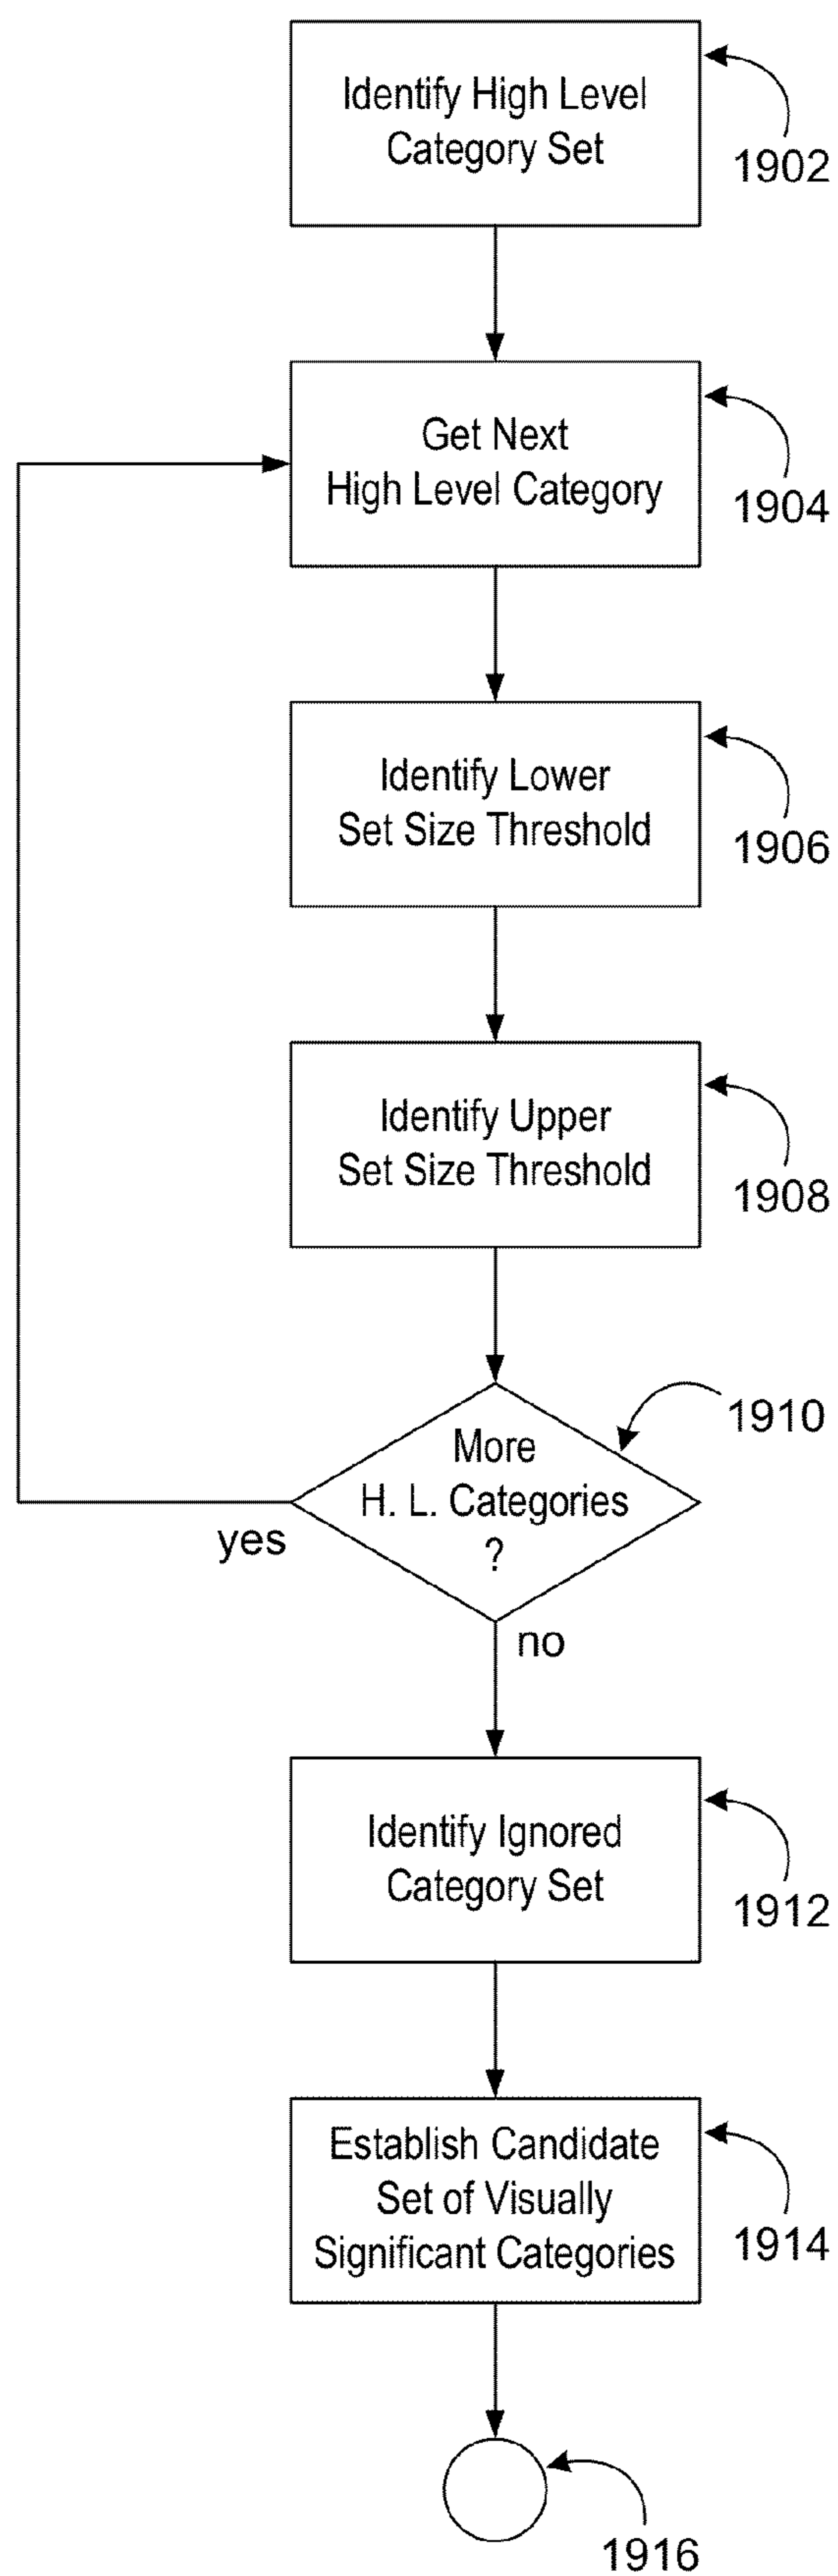 Identify High Level
Category Set
1902
Get Next
High Level Category
1904
Identify Lower
Set Size Threshold
1906
Identify Upper
Set Size Threshold
1908
More
H. L. Categories
?
1910
yes
no
Identify Ignored
Category Set
1912
Establish Candidate
Set of Visually
Significant Categories
1914
1916